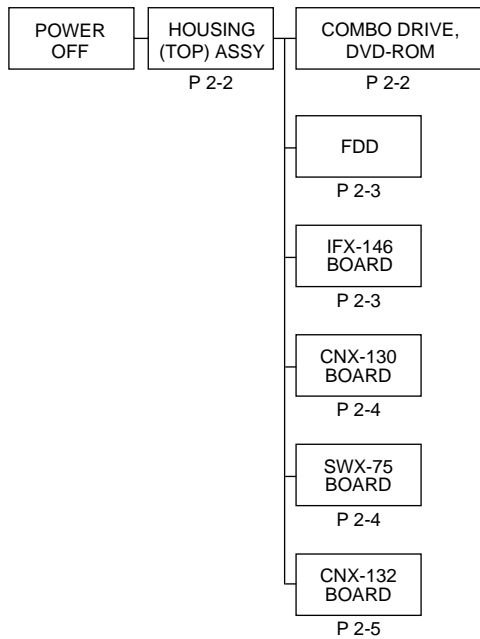 POWER
OFF
HOUSING
(TOP) ASSY
P 2-2
COMBO DRIVE,
DVD-ROM
P 2-2
FDD
P 2-3
IFX-146
BOARD
P 2-3
CNX-130
BOARD
P 2-4
SWX-75
BOARD
P 2-4
CNX-132
BOARD
P 2-5